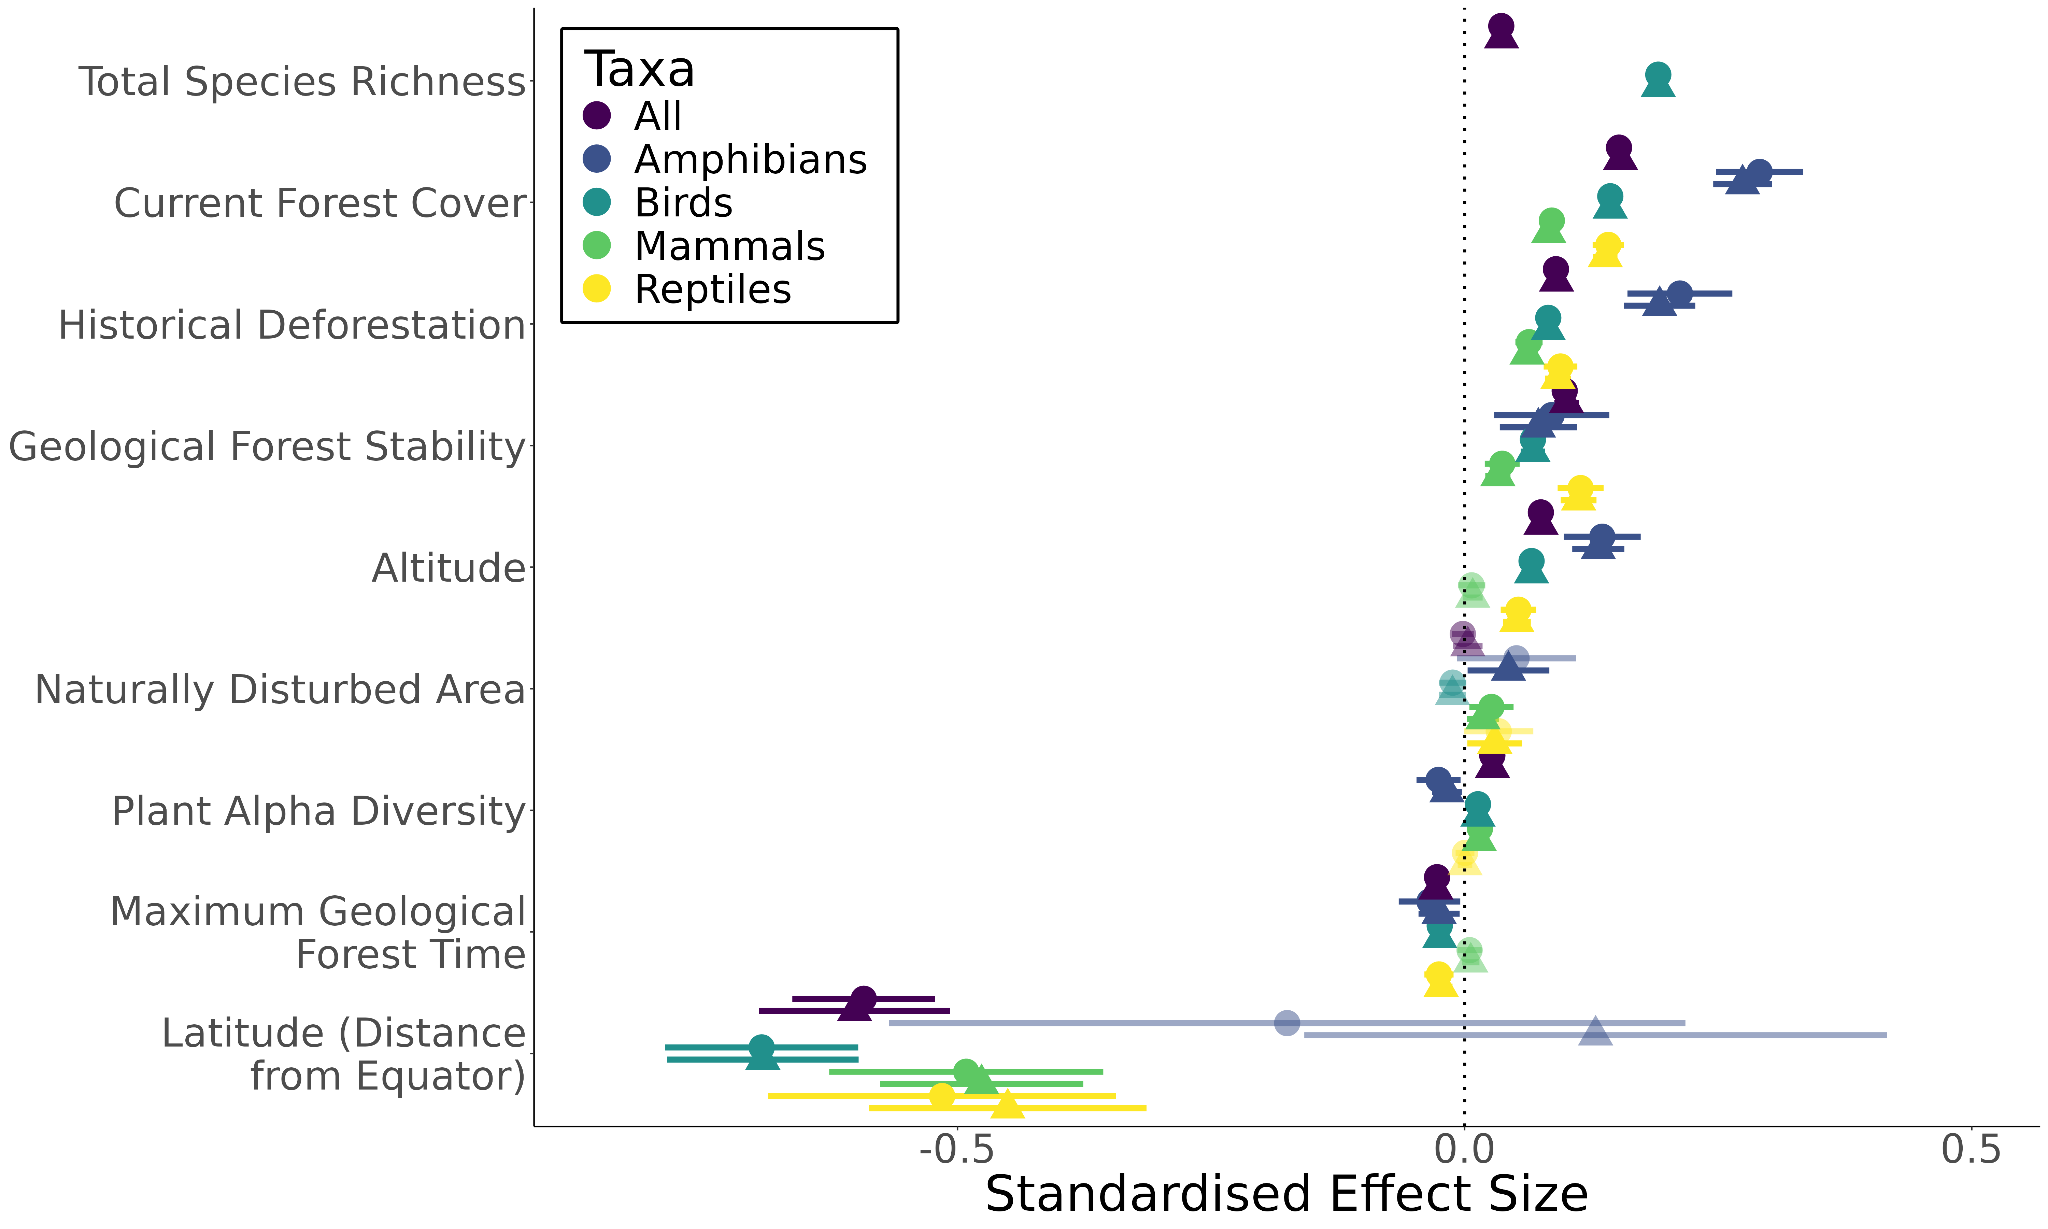 Taxa
All
Amphibians
Birds
Mammals
Reptiles
Total Species Richness
Current Forest Cover
Historical Deforestation
Geological Forest Stability
Altitude
Naturally Disturbed Area
Plant Alpha Diversity
Maximum Geological
Forest Time
Latitude (Distance
from Equator)
-0.5
0.0
0.5
Standardised Effect Size